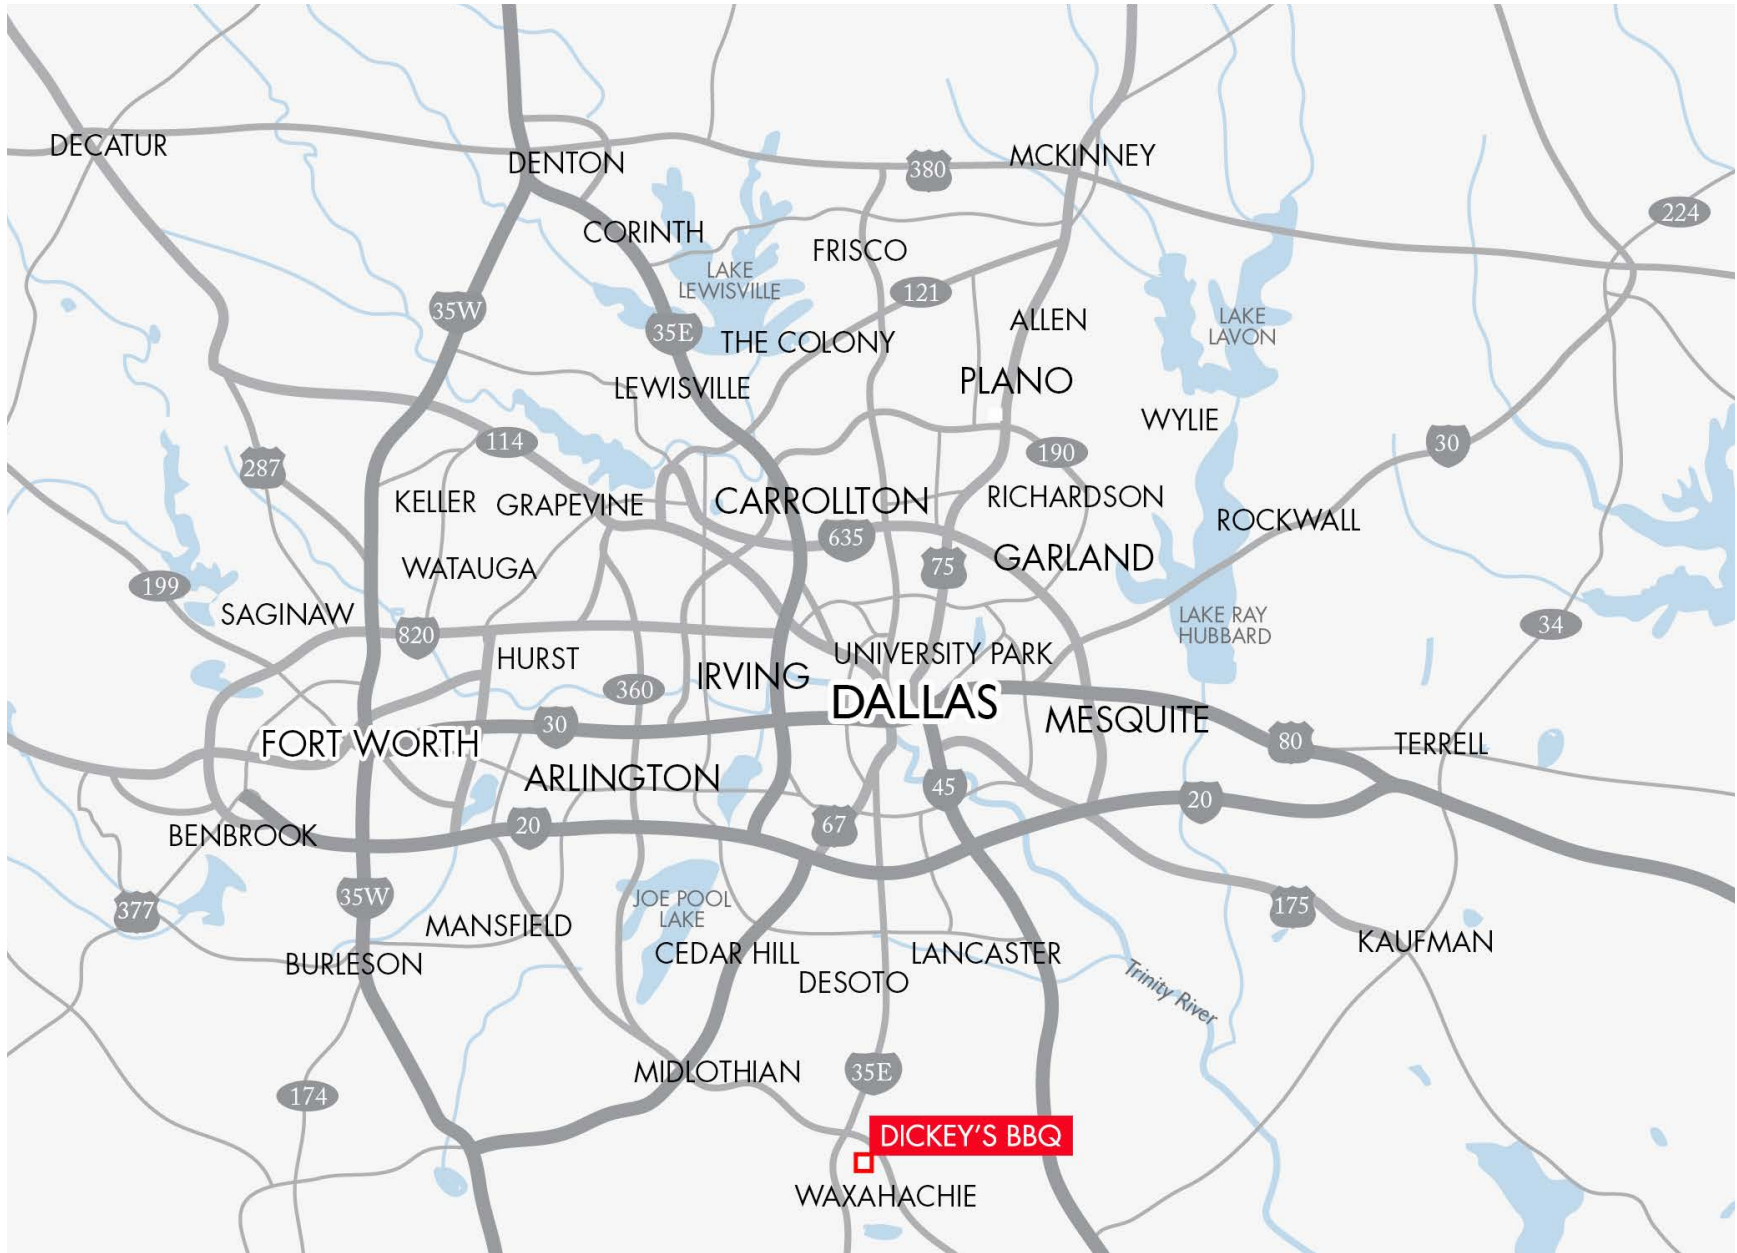 DECATUR
DENTON
380
MCKINNEY
224
CORINTH
FRISCO
LAKE
LEWISVILLE
121
35W
35E
THE COLONY
ALLEN
LAKE
LAVON
LEWISVILLE
PLANO
WYLIE
114
190
30
287
KELLER
GRAPEVINE
CARROLLTON
RICHARDSON
ROCKWALL
635
75
GARLAND
WATAUGA
199
SAGINAW
820
LAKE RAY
HUBBARD
34
HURST
UNIVERSITY PARK
IRVING
360
DALLAS
MESQUITE
30
FORT WORTH
80
TERRELL
ARLINGTON
45
20
20
67
BENBROOK
35W
377
JOE POOL
LAKE
175
MANSFIELD
KAUFMAN
BURLESON
CEDAR HILL
LANCASTER
DESOTO
Trinity River
MIDLOTHIAN
35E
174
DICKEY'S BBQ
WAXAHACHIE